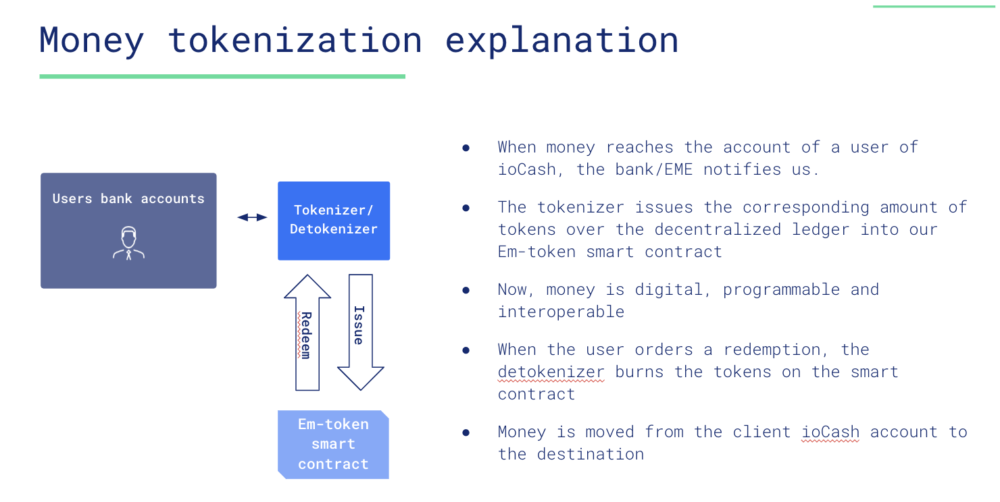 Money tokenization explanation
Users bank accounts
Tokenizer/
Detokenizer
Redeem
Issue
Em-token
smart
contract
● When money reaches the account of a user of
ioCash, the bank/EME notifies us.
● The tokenizer issues the corresponding amount of
tokens over the decentralized ledger into our
Em-token smart contract
● Now, money is digital, programmable and
interoperable
● When the user orders a redemption, the
detokenizer burns the tokens on the smart
contract
● Money is moved from the client ioCash account to
the destination